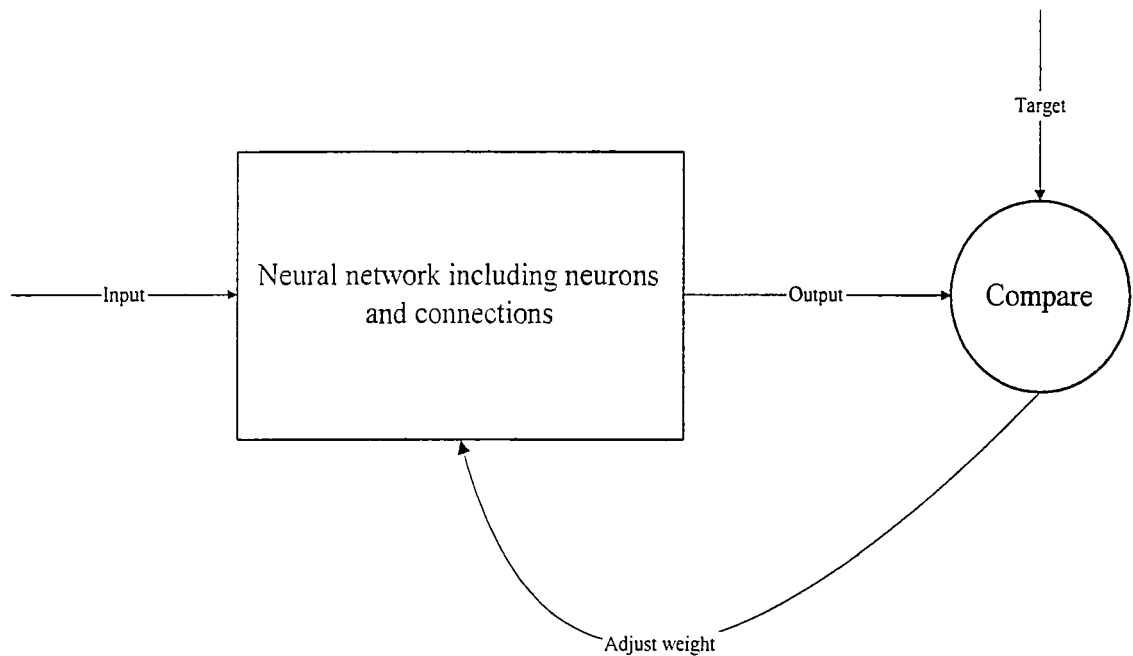 Target
Neural network including neurons
and connections
Input
Output
Compare
Adjust weight